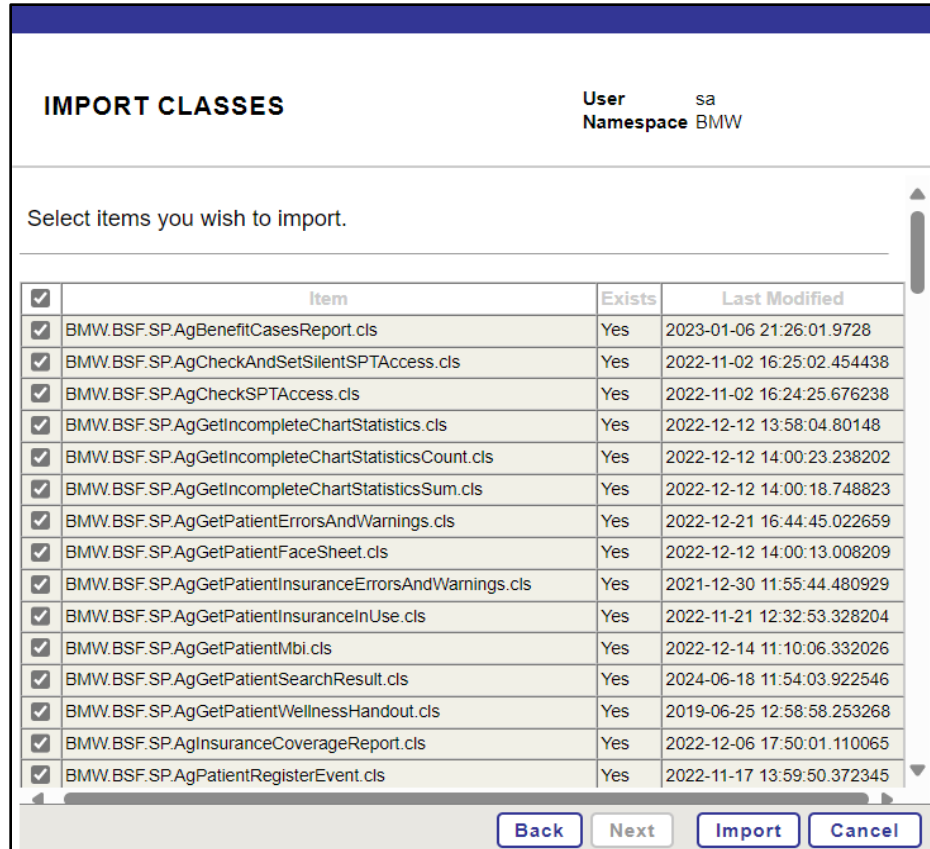 IMPORT CLASSES
User sa
Namespace BMW
Select items you wish to import.
Item Exists Last Modified
BMW.BSF.SP.AgBenefitCasesReport.cls Yes 2023-01-06 21:26:01.9728
BMW.BSF.SP.AgCheckAndSetSilentSPTAccess.cls Yes 2022-11-02 16:25:02.454438
BMW.BSF.SP.AgCheckSPTAccess.cls Yes 2022-11-02 16:24:25.676238
BMW.BSF.SP.AgGetIncompleteChartStatistics.cls Yes 2022-12-12 13:58:04.80148
BMW.BSF.SP.AgGetIncompleteChartStatisticsCount.cls Yes 2022-12-12 14:00:23.238202
BMW.BSF.SP.AgGetIncompleteChartStatisticsSum.cls Yes 2022-12-12 14:00:18.748823
BMW.BSF.SP.AgGetPatientErrorsAndWarnings.cls Yes 2022-12-21 16:44:45.022659
BMW.BSF.SP.AgGetPatientFaceSheet.cls Yes 2022-12-12 14:00:13.008209
BMW.BSF.SP.AgGetPatientInsuranceErrorsAndWarnings.cls Yes 2021-12-30 11:55:44.480929
BMW.BSF.SP.AgGetPatientInsuranceInUse.cls Yes 2022-11-21 12:32:53.328204
BMW.BSF.SP.AgGetPatientMbi.cls Yes 2022-12-14 11:10:06.332026
BMW.BSF.SP.AgGetPatientSearchResult.cls Yes 2024-06-18 11:54:03.922546
BMW.BSF.SP.AgGetPatientWellnessHandout.cls Yes 2019-06-25 12:58:58.253268
BMW.BSF.SP.AgInsuranceCoverageReport.cls Yes 2022-12-06 17:50:01.110065
BMW.BSF.SP.AgPatientRegisterEvent.cls Yes 2022-11-17 13:59:50.372345
Back Next Import Cancel